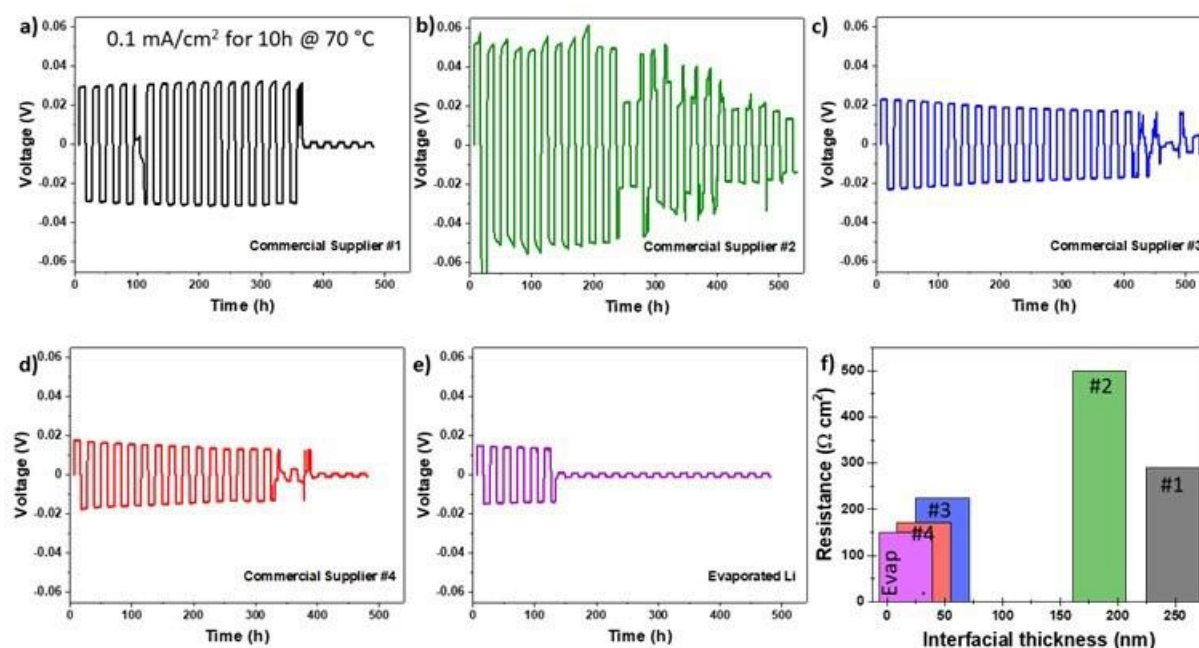 a)
0.1 mA/cm² for 10h @ 70 °C
0.06
0.04
0.02
0
-0.02
-0.04
-0.06
Voltage (V)
Commercial Supplier #1
0 100 200 300 400 500
Time (h)
b)
0.06
0.04
0.02
0
-0.02
-0.04
-0.06
Voltage (V)
Commercial Supplier #2
0 100 200 300 400 500
Time (h)
c)
0.06
0.04
0.02
0
-0.02
-0.04
-0.06
Voltage (V)
Commercial Supplier #3
0 100 200 300 400 500
Time (h)
d)
0.06
0.04
0.02
0
-0.02
-0.04
-0.06
Voltage (V)
Commercial Supplier #4
0 100 200 300 400 500
Time (h)
e)
0.06
0.04
0.02
0
-0.02
-0.04
-0.06
Voltage (V)
Evaporated Li
0 100 200 300 400 500
Time (h)
f)
500
400
300
200
100
0
Resistance (Ω cm²)
#2
#1
#3
#4
Evap
0 50 100 150 200 250
Interfacial thickness (nm)